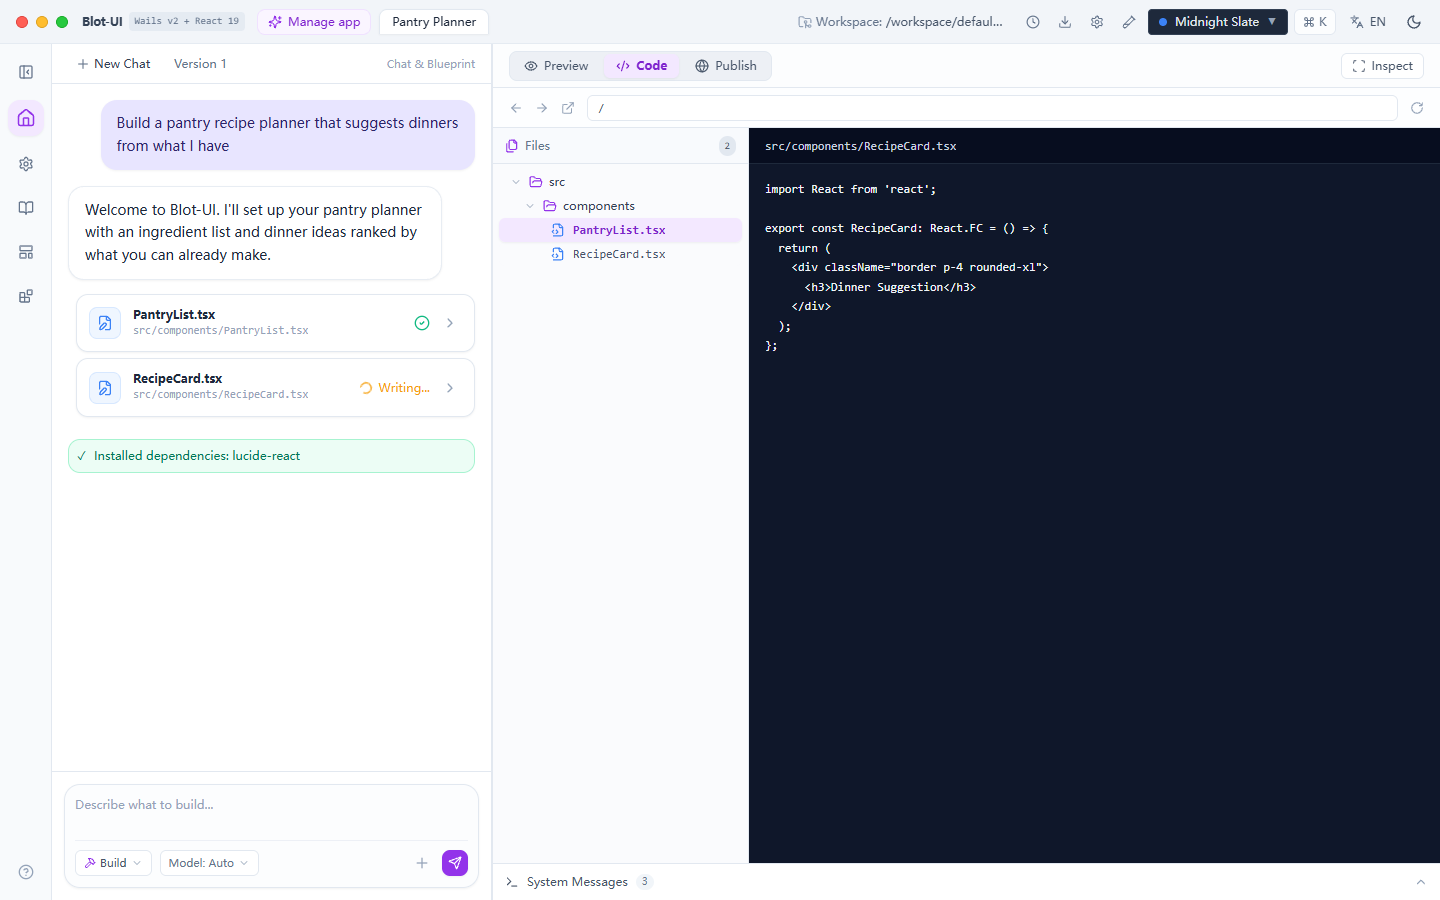 Blot-UI
Wails v2 + React 19
Manage app
Pantry Planner
Workspace: /workspace/defaul...
Midnight Slate ▼
⌘ K
EN
+ New Chat
Version 1
Chat & Blueprint
Build a pantry recipe planner that suggests dinners
from what I have
Welcome to Blot-UI. I'll set up your pantry planner
with an ingredient list and dinner ideas ranked by
what you can already make.
PantryList.tsx
src/components/PantryList.tsx
RecipeCard.tsx
src/components/RecipeCard.tsx
Writing...
✓ Installed dependencies: lucide-react
Describe what to build...
Build
Model: Auto
Preview
Code
Publish
Inspect
/
Files
2
src
components
PantryList.tsx
RecipeCard.tsx
src/components/RecipeCard.tsx
import React from 'react';
export const RecipeCard: React.FC = () => {
return (
<div className="border p-4 rounded-xl">
<h3>Dinner Suggestion</h3>
</div>
);
};
System Messages
3